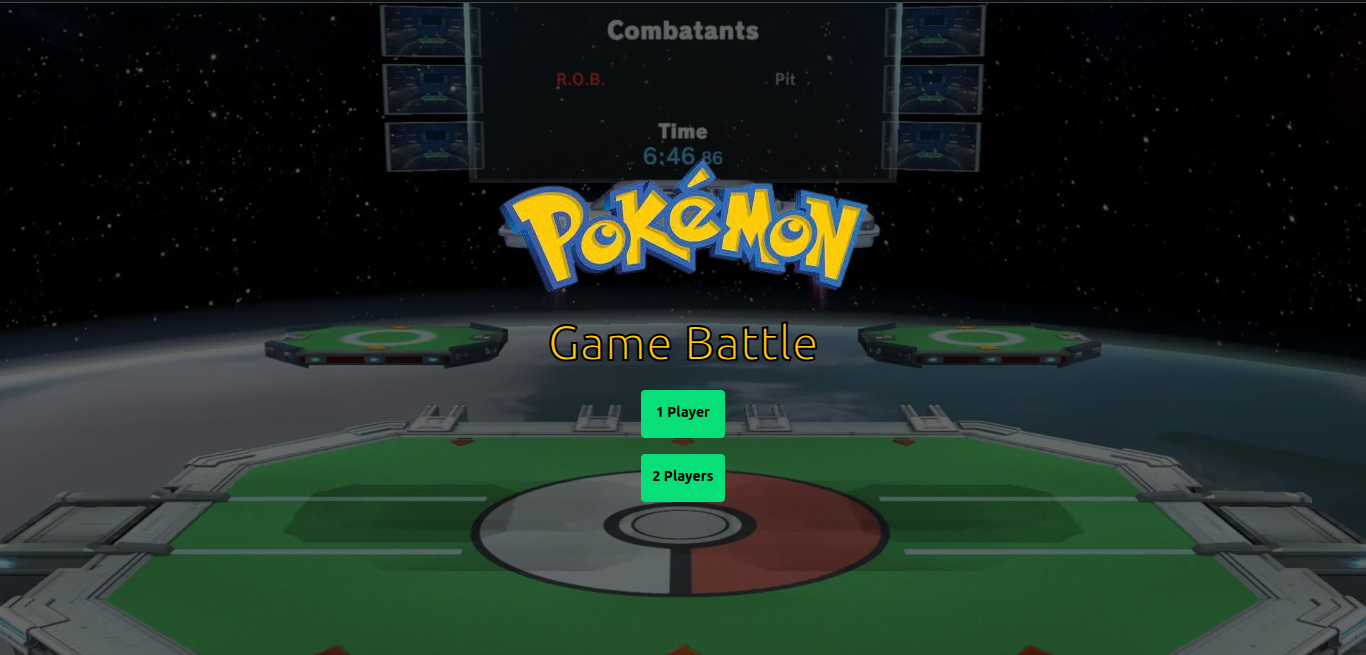 Combatants
R.O.B. Pit
Time
6:46.86
POKéMON
Game Battle
1 Player
2 Players